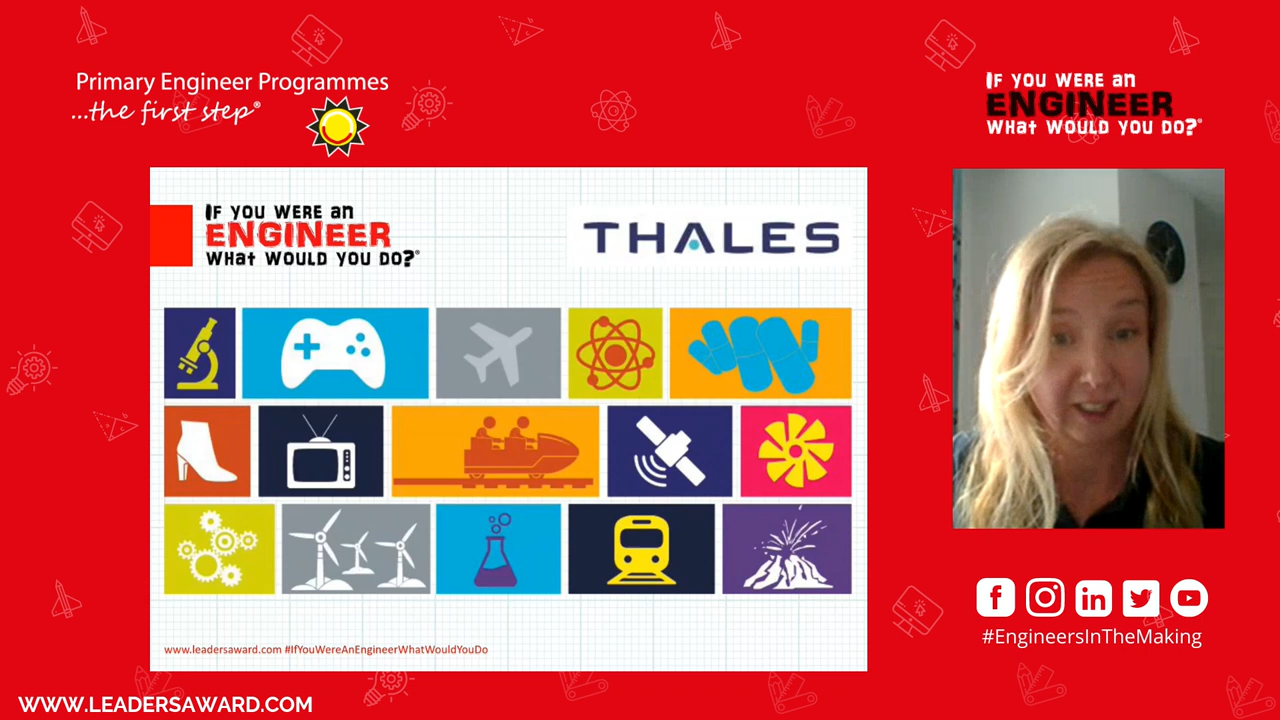 Primary Engineer Programmes
...the first step®
IF YOU WERE an
ENGINEER
WHat WOULD YOU DO?®
IF YOU WERE an
ENGINEER
WHat WOULD YOU DO?®
THALES
www.leadersaward.com #IfYouWereAnEngineerWhatWouldYouDo
#EngineersInTheMaking
WWW.LEADERSAWARD.COM